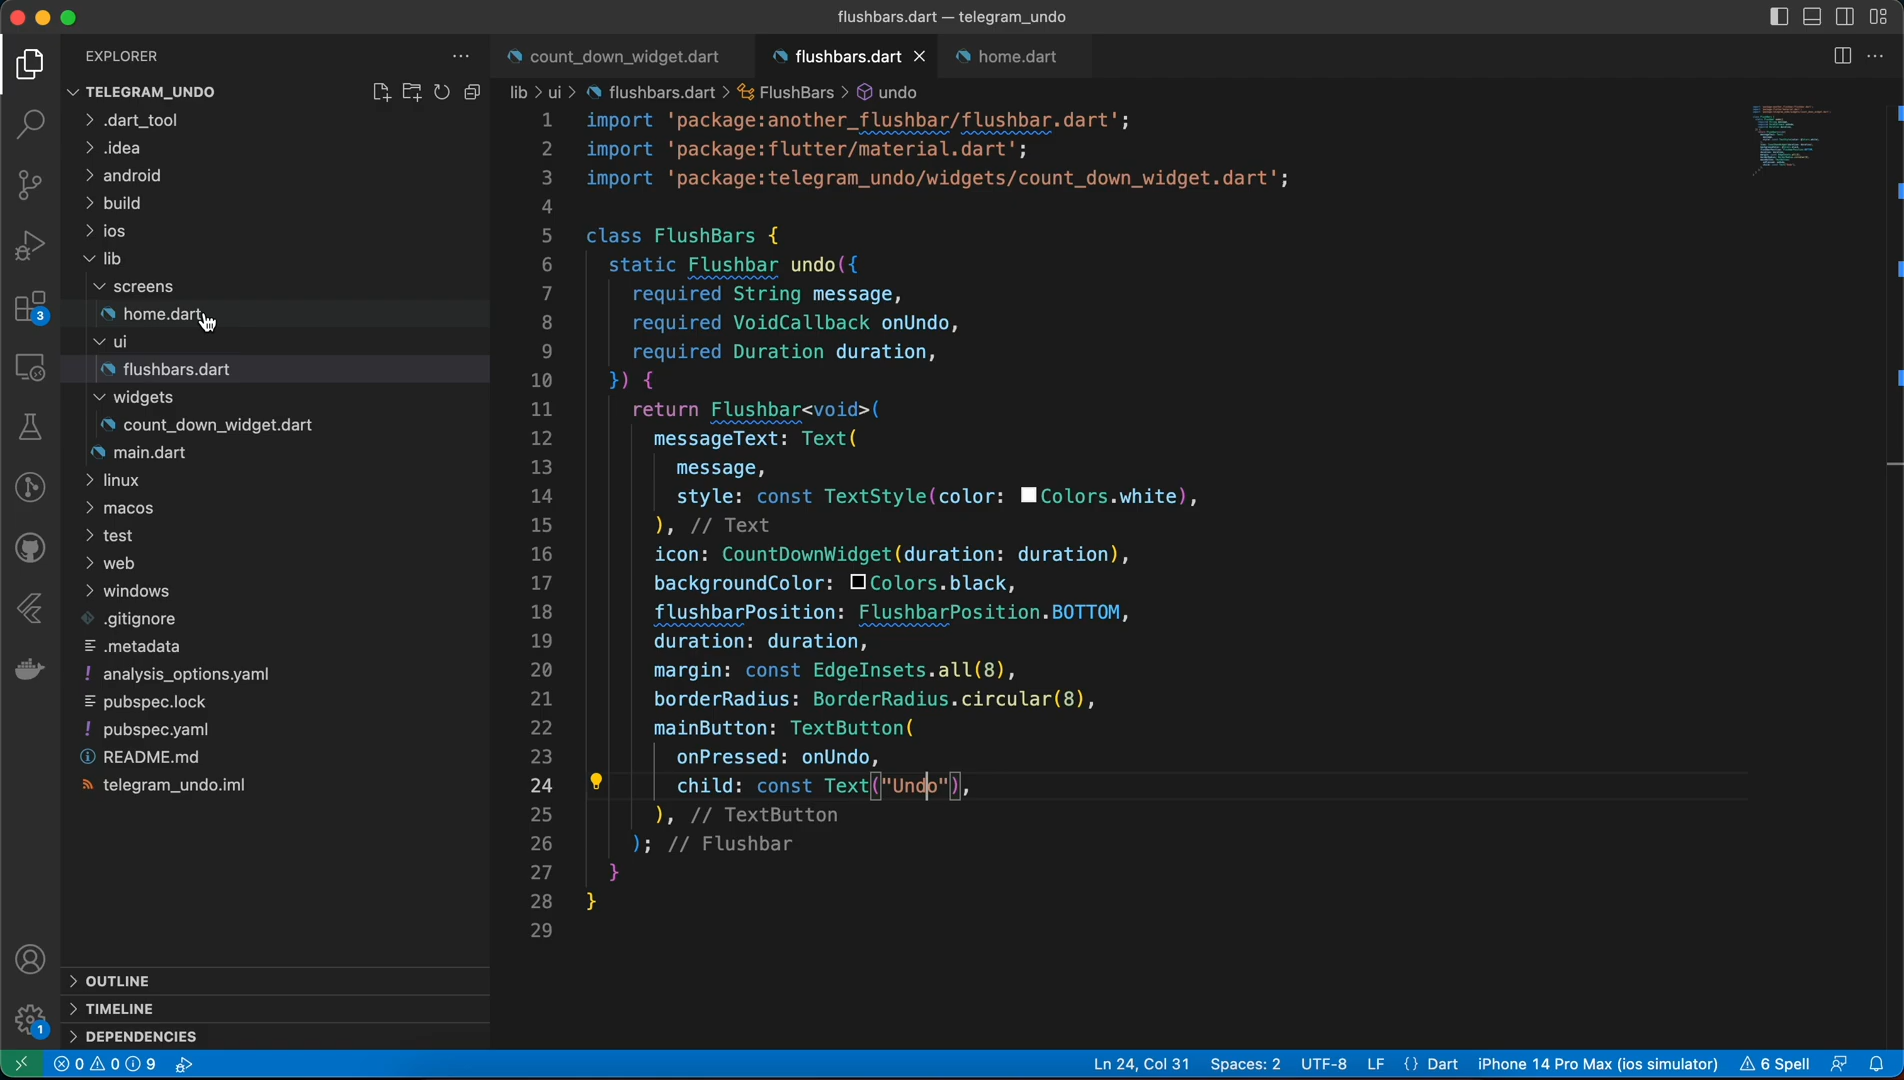 flushbars.dart — telegram_undo
EXPLORER
TELEGRAM_UNDO
.dart_tool
.idea
android
build
ios
lib
screens
home.dart
ui
flushbars.dart
widgets
count_down_widget.dart
main.dart
linux
macos
test
web
windows
.gitignore
.metadata
analysis_options.yaml
pubspec.lock
pubspec.yaml
README.md
telegram_undo.iml
OUTLINE
TIMELINE
DEPENDENCIES
3
1
count_down_widget.dart
flushbars.dart
home.dart
lib > ui > flushbars.dart > FlushBars > undo
1 import 'package:another_flushbar/flushbar.dart';
2 import 'package:flutter/material.dart';
3 import 'package:telegram_undo/widgets/count_down_widget.dart';
4
5 class FlushBars {
6 static Flushbar undo({
7 required String message,
8 required VoidCallback onUndo,
9 required Duration duration,
10 }) {
11 return Flushbar<void>(
12 messageText: Text(
13 message,
14 style: const TextStyle(color: Colors.white),
15 ), // Text
16 icon: CountDownWidget(duration: duration),
17 backgroundColor: Colors.black,
18 flushbarPosition: FlushbarPosition.BOTTOM,
19 duration: duration,
20 margin: const EdgeInsets.all(8),
21 borderRadius: BorderRadius.circular(8),
22 mainButton: TextButton(
23 onPressed: onUndo,
24 child: const Text("Undo"),
25 ), // TextButton
26 ); // Flushbar
27 }
28 }
29
0 0 9
Ln 24, Col 31 Spaces: 2 UTF-8 LF {} Dart iPhone 14 Pro Max (ios simulator) 6 Spell